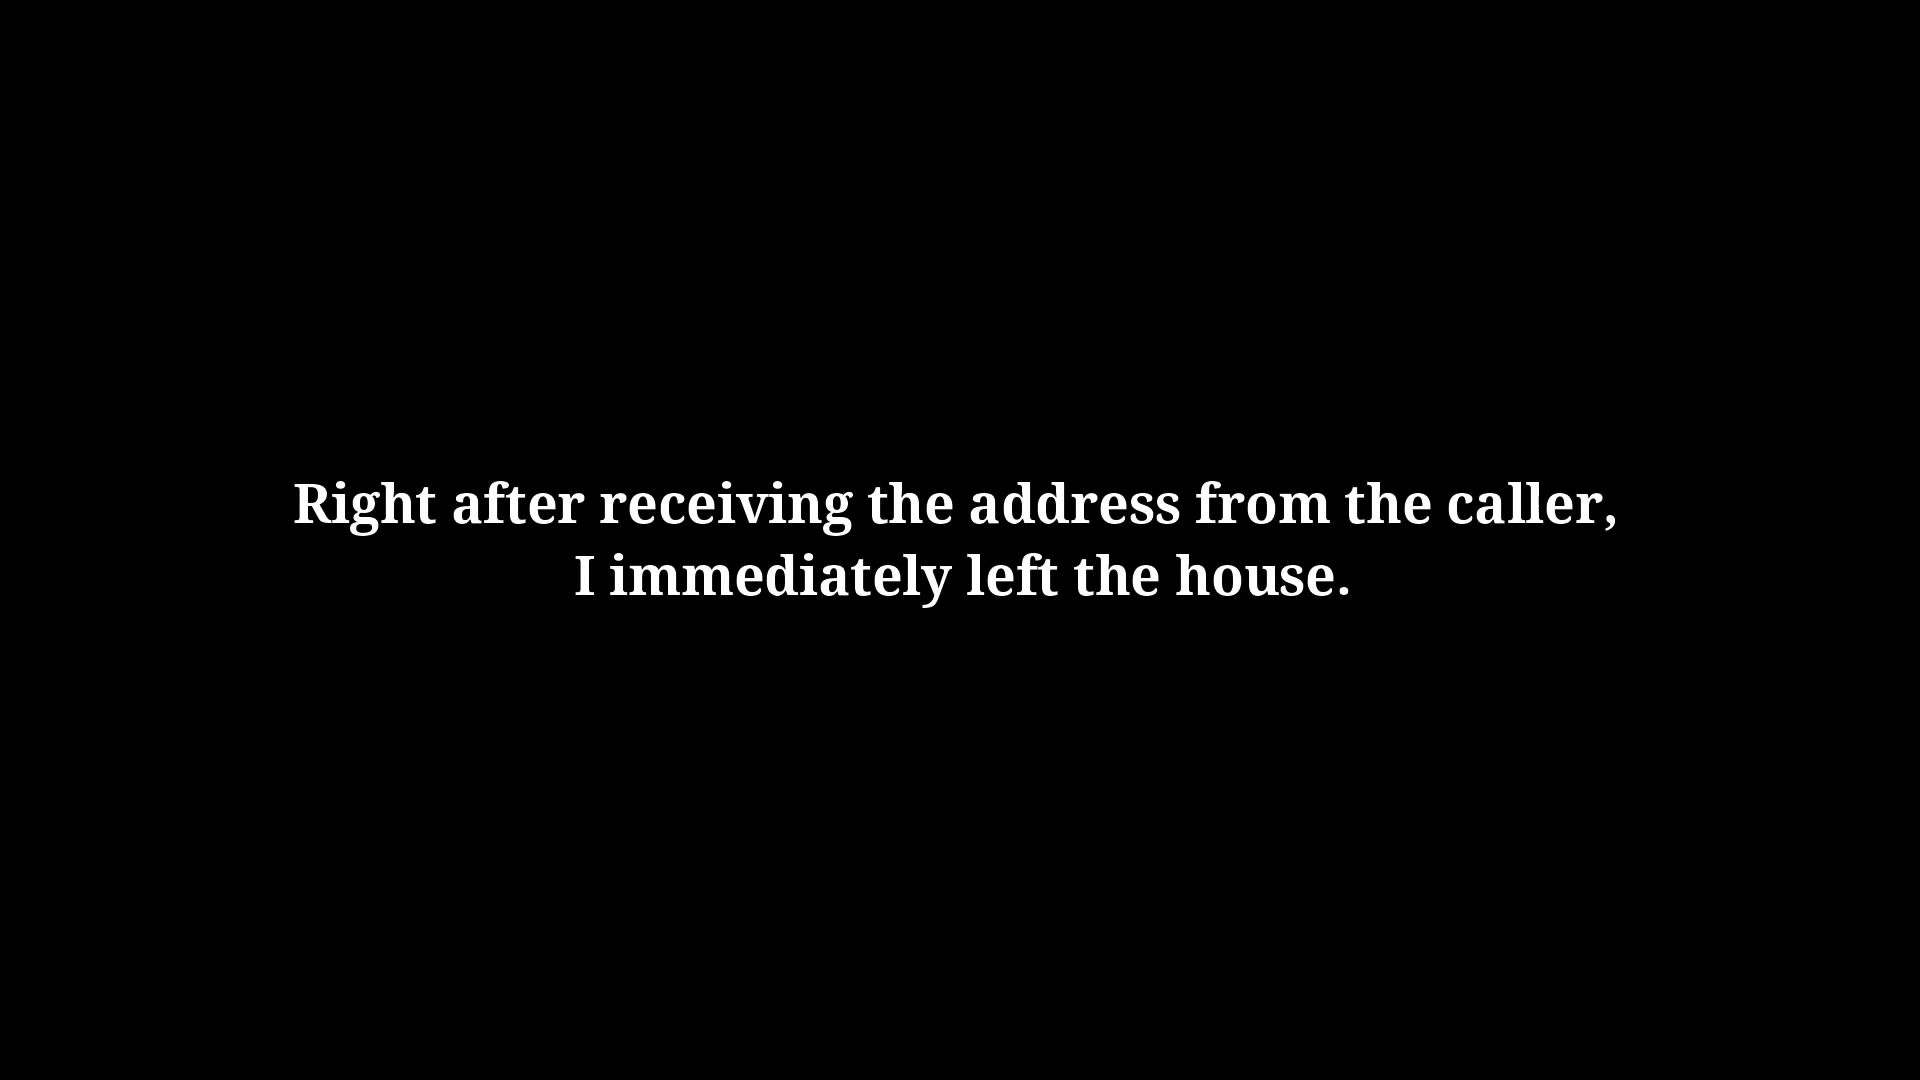 Right after receiving the address from the caller,
I immediately left the house.